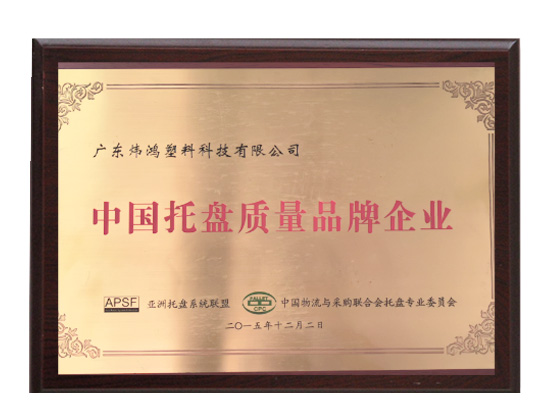 广东炜鸿塑料科技有限公司
中国托盘质量品牌企业
APSF 亚洲托盘系统联盟 PALLET CPC 中国物流与采购联合会托盘专业委员会
二〇一五年十二月二日